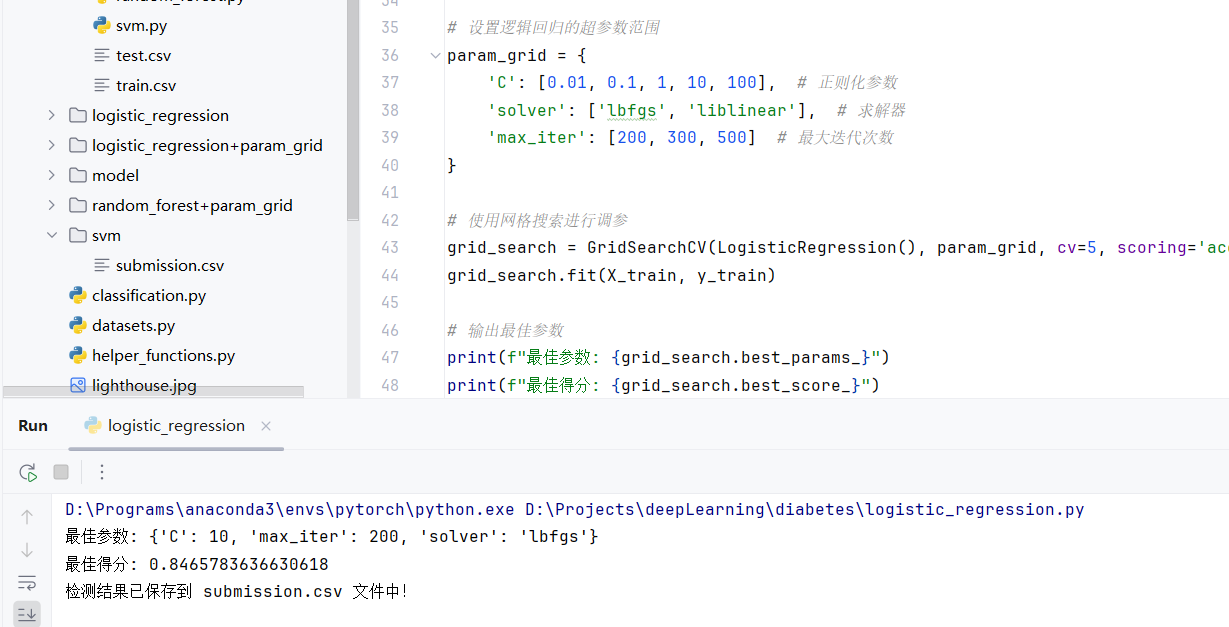 random_forest.py
svm.py
test.csv
train.csv
logistic_regression
logistic_regression+param_grid
model
random_forest+param_grid
svm
submission.csv
classification.py
datasets.py
helper_functions.py
lighthouse.jpg
34
35 # 设置逻辑回归的超参数范围
36 param_grid = {
37 'C': [0.01, 0.1, 1, 10, 100], # 正则化参数
38 'solver': ['lbfgs', 'liblinear'], # 求解器
39 'max_iter': [200, 300, 500] # 最大迭代次数
40 }
41
42 # 使用网格搜索进行调参
43 grid_search = GridSearchCV(LogisticRegression(), param_grid, cv=5, scoring='acc
44 grid_search.fit(X_train, y_train)
45
46 # 输出最佳参数
47 print(f"最佳参数: {grid_search.best_params_}")
48 print(f"最佳得分: {grid_search.best_score_}")
Run logistic_regression
D:\Programs\anaconda3\envs\pytorch\python.exe D:\Projects\deepLearning\diabetes\logistic_regression.py
最佳参数: {'C': 10, 'max_iter': 200, 'solver': 'lbfgs'}
最佳得分: 0.8465783636630618
检测结果已保存到 submission.csv 文件中!